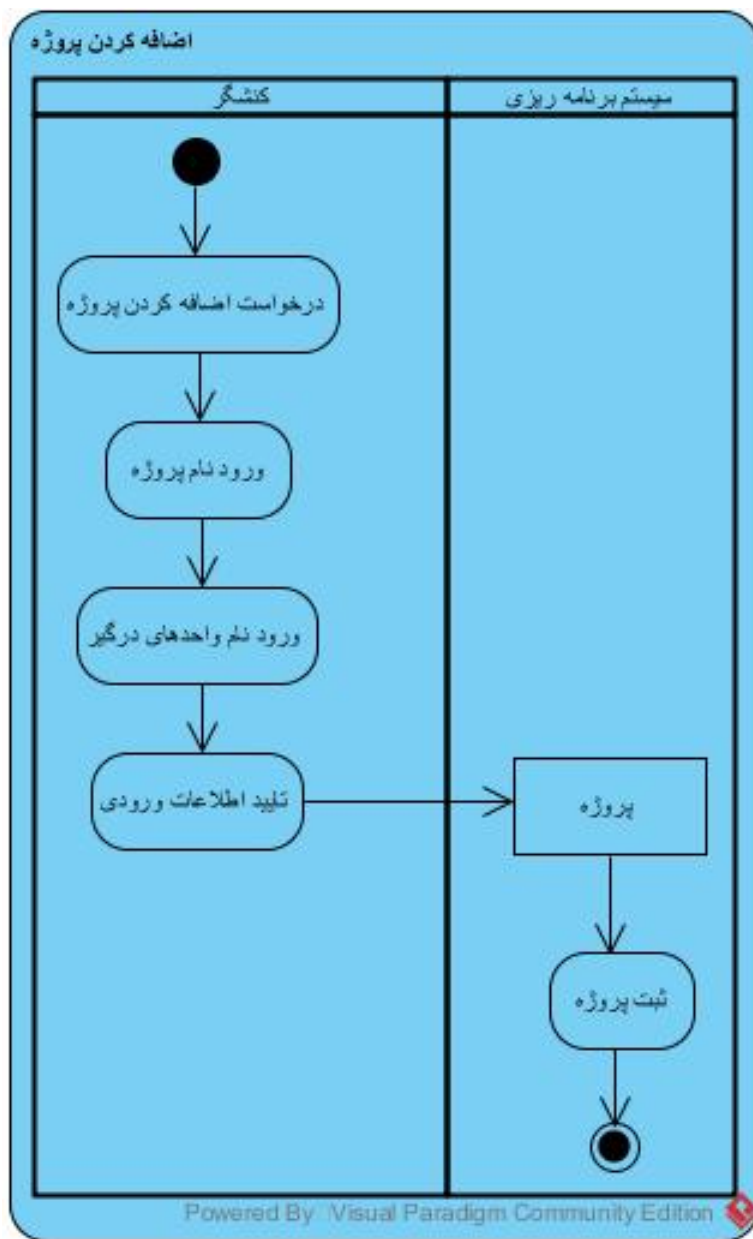 اضافه کردن پروژه
کنشگر
سیستم برنامه ریزی
درخواست اضافه کردن پروژه
ورود نام پروژه
ورود نام واحدهای درگیر
تایید اطلاعات ورودی
پروژه
ثبت پروژه
Powered By Visual Paradigm Community Edition